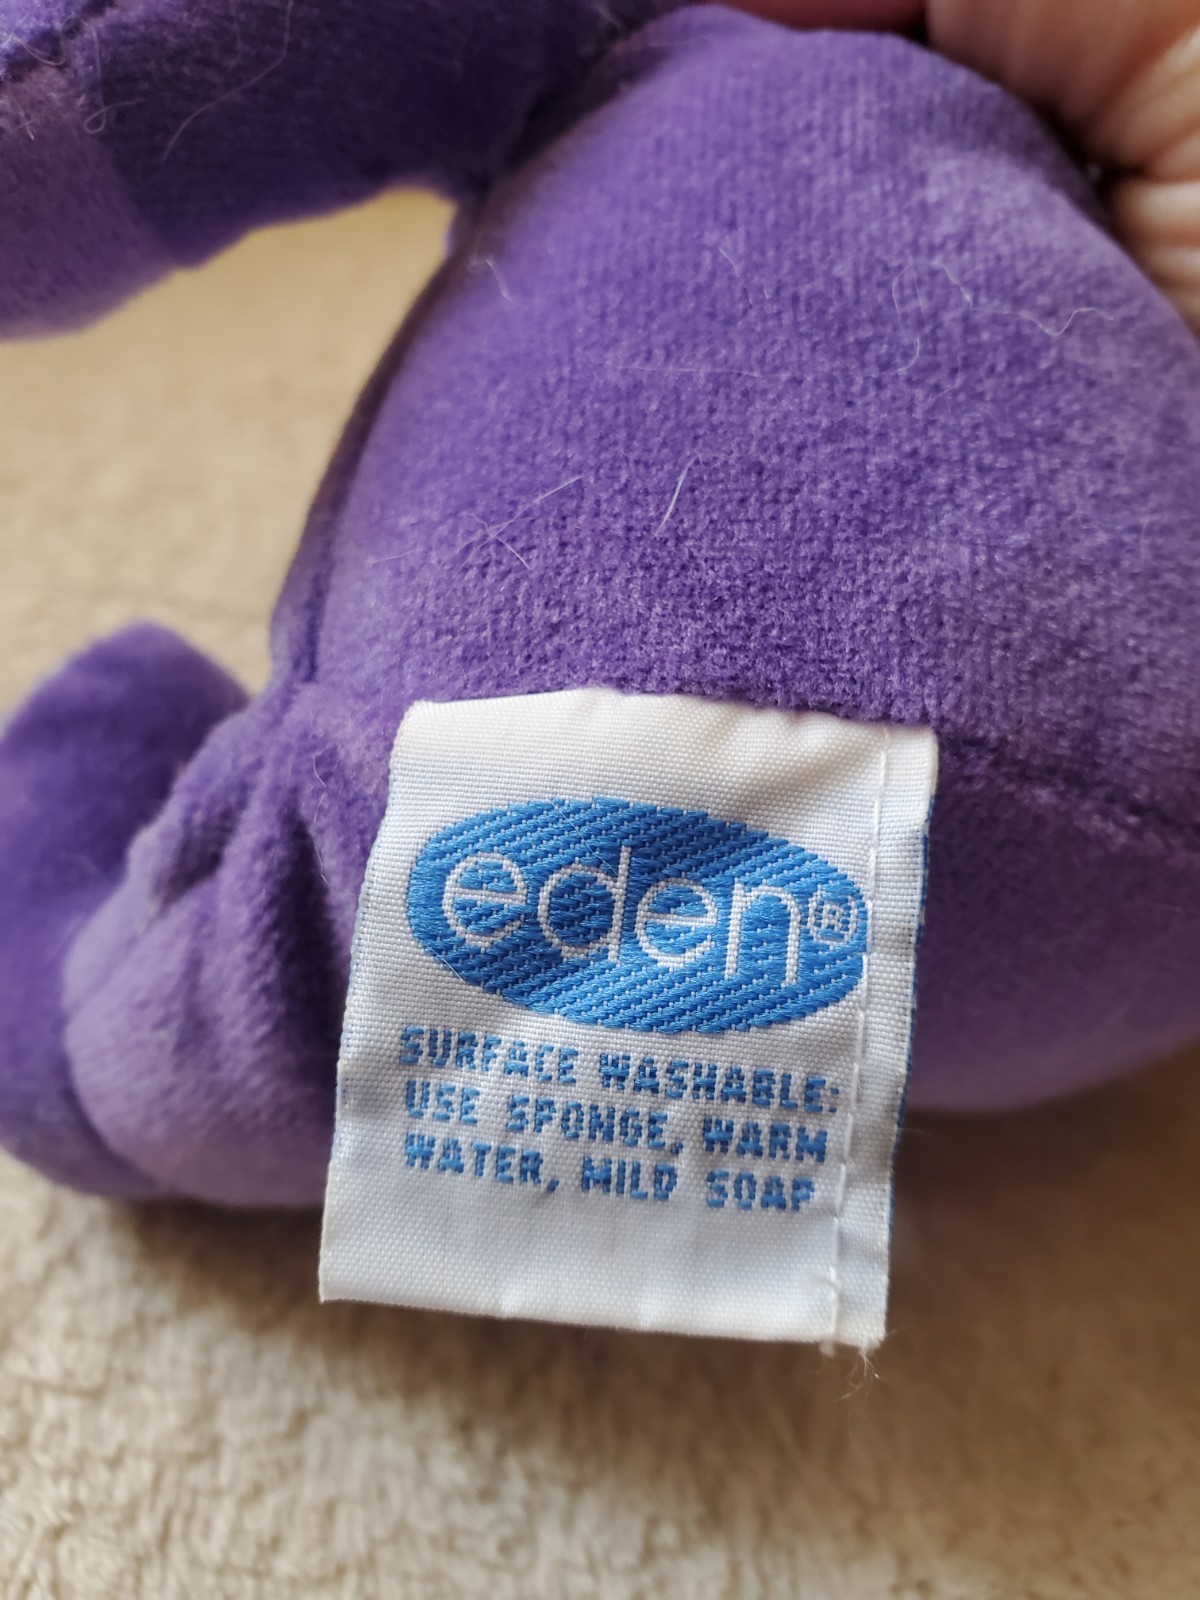 eden®
SURFACE WASHABLE:
USE SPONGE, WARM
WATER, MILD SOAP